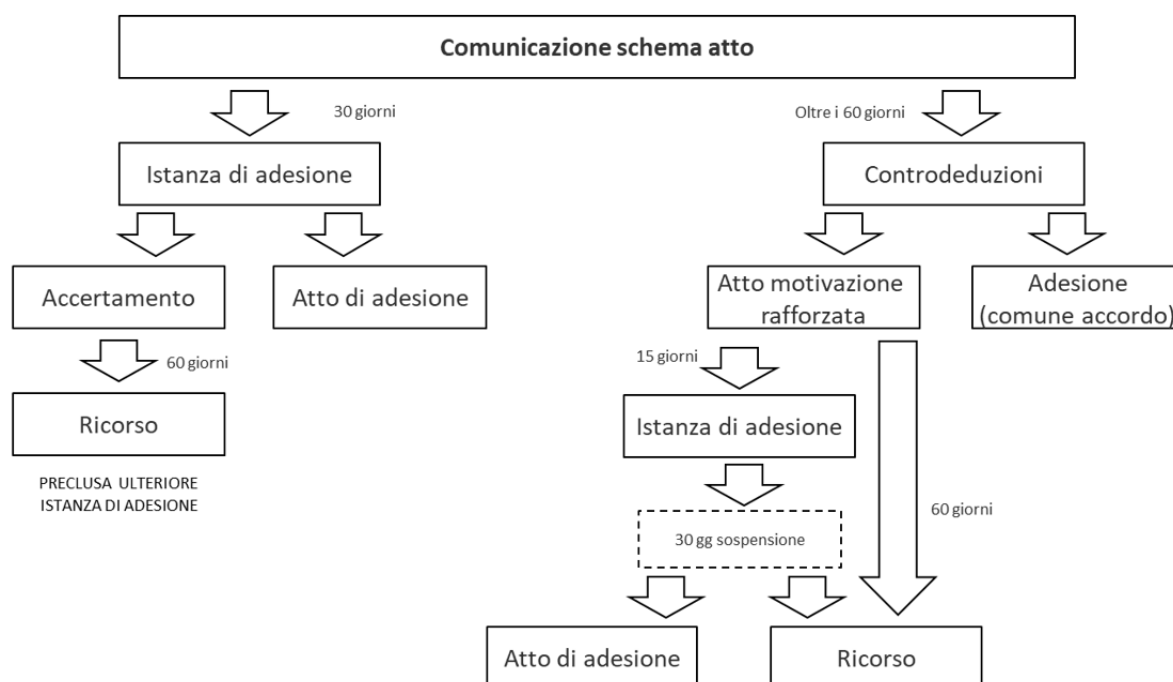 Comunicazione schema atto
30 giorni
Oltre i 60 giorni
Istanza di adesione
Controdeduzioni
Accertamento
Atto di adesione
Atto motivazione
rafforzata
Adesione
(comune accordo)
60 giorni
15 giorni
Ricorso
Istanza di adesione
PRECLUSA ULTERIORE
ISTANZA DI ADESIONE
60 giorni
30 gg sospensione
Atto di adesione
Ricorso